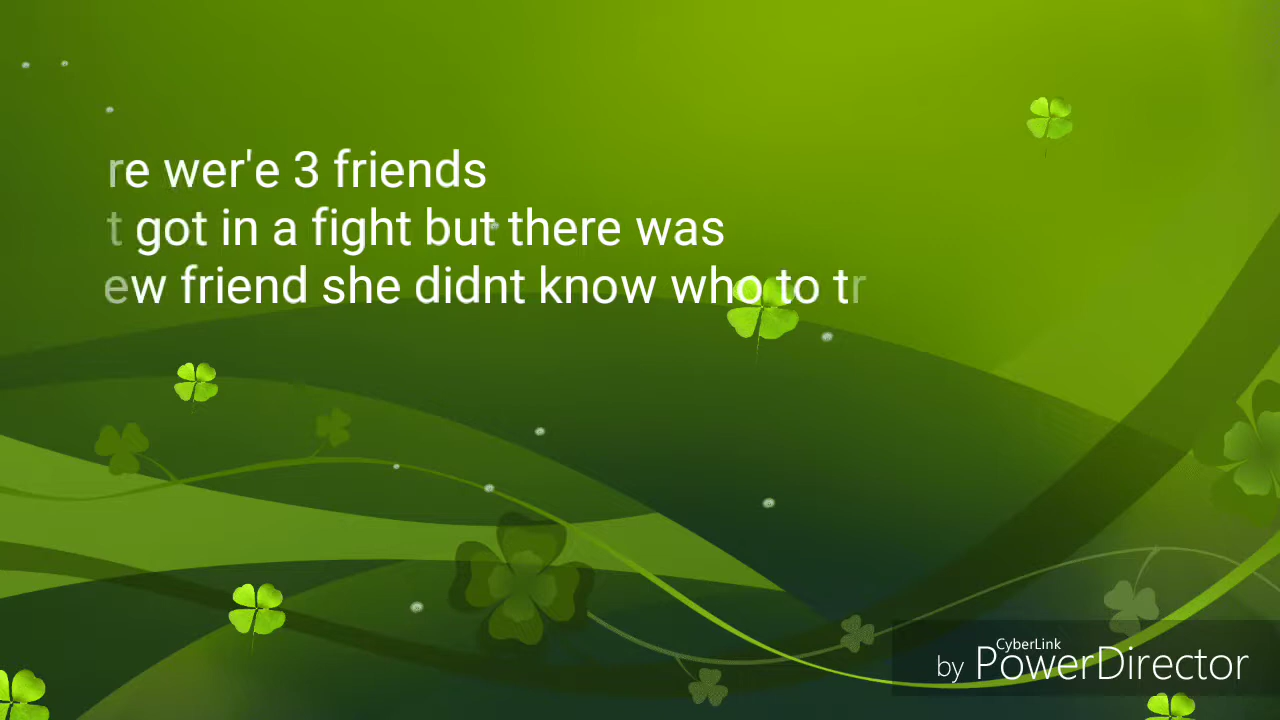 re wer'e 3 friends
t got in a fight but there was
ew friend she didnt know who to tr
CyberLink
by PowerDirector